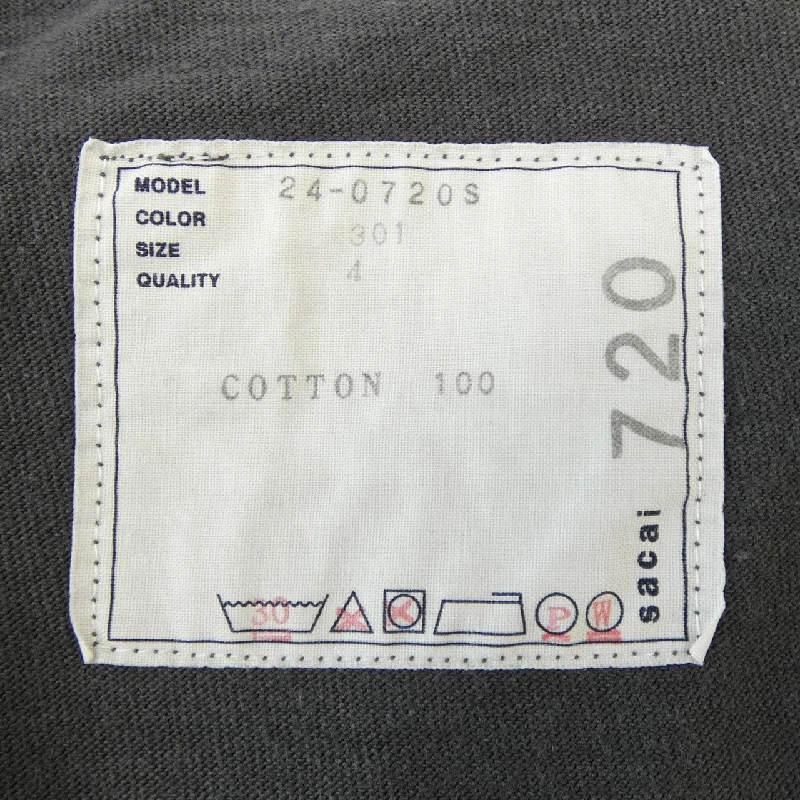 MODEL 24-0720S
COLOR 301
SIZE 4
QUALITY
COTTON 100
720
sacai
30 P W